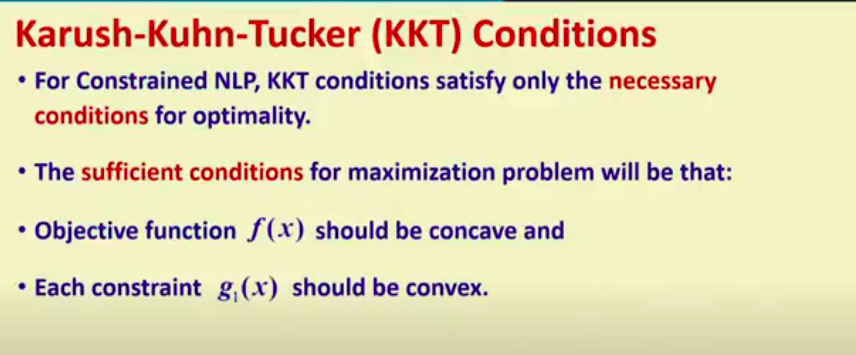 Karush-Kuhn-Tucker (KKT) Conditions
• For Constrained NLP, KKT conditions satisfy only the necessary
conditions for optimality.
• The sufficient conditions for maximization problem will be that:
• Objective function f(x) should be concave and
• Each constraint g₁(x) should be convex.